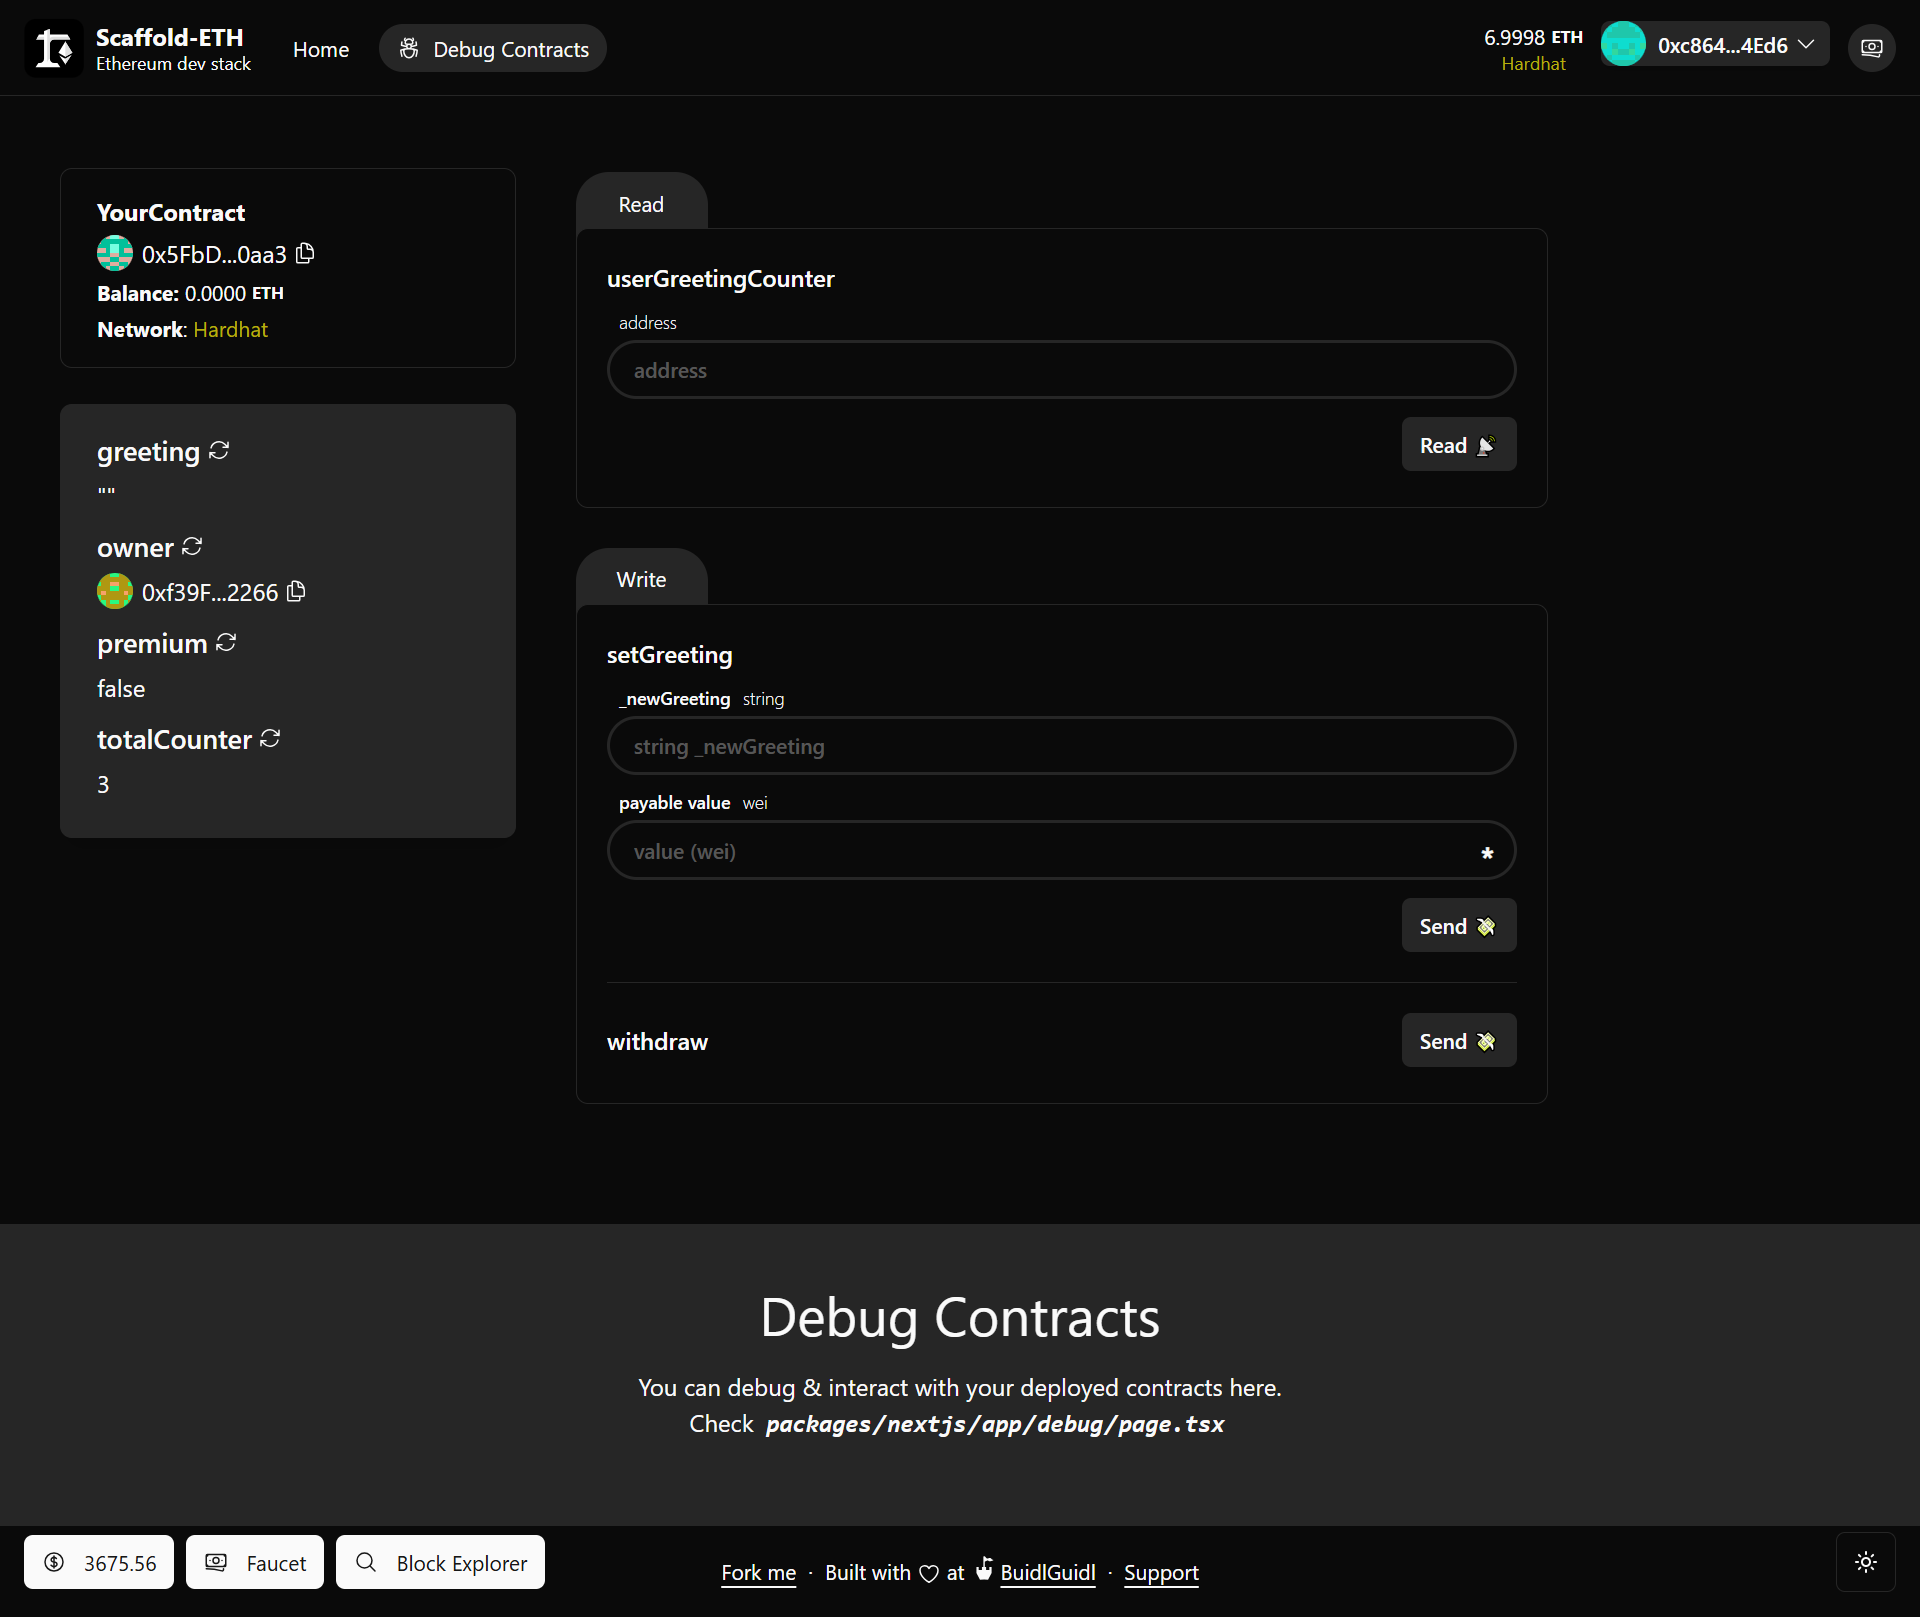 Scaffold-ETH
Ethereum dev stack
Home
Debug Contracts
6.9998 ETH
Hardhat
0xc864...4Ed6
YourContract
0x5FbD...0aa3
Balance: 0.0000 ETH
Network: Hardhat
greeting
""
owner
0xf39F...2266
premium
false
totalCounter
3
Read
userGreetingCounter
address
address
Read
Write
setGreeting
_newGreeting string
string _newGreeting
payable value wei
value (wei)
*
Send
withdraw
Send
Debug Contracts
You can debug & interact with your deployed contracts here.
Check packages/nextjs/app/debug/page.tsx
3675.56
Faucet
Block Explorer
Fork me · Built with ♡ at BuidlGuidl · Support